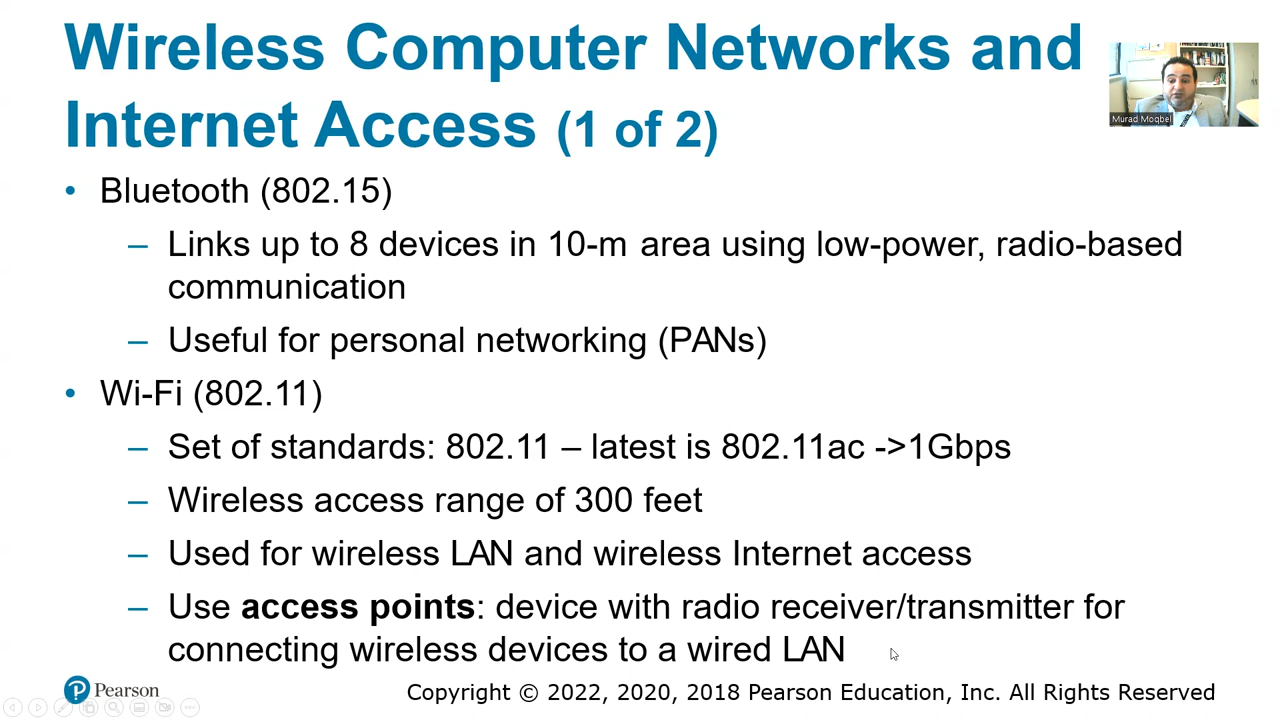 Wireless Computer Networks and
Internet Access (1 of 2)
Murad Moqbel
• Bluetooth (802.15)
– Links up to 8 devices in 10-m area using low-power, radio-based
communication
– Useful for personal networking (PANs)
• Wi-Fi (802.11)
– Set of standards: 802.11 – latest is 802.11ac ->1Gbps
– Wireless access range of 300 feet
– Used for wireless LAN and wireless Internet access
– Use access points: device with radio receiver/transmitter for
connecting wireless devices to a wired LAN
P Pearson
Copyright © 2022, 2020, 2018 Pearson Education, Inc. All Rights Reserved